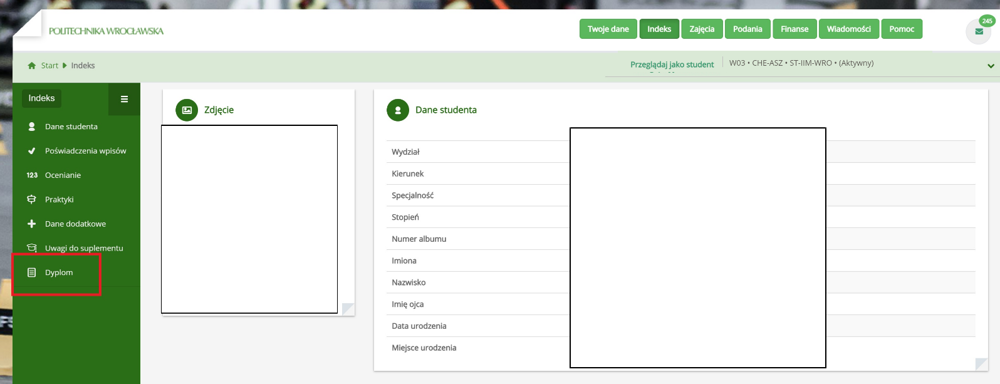 POLITECHNIKA WROCŁAWSKA
Twoje dane
Indeks
Zajęcia
Podania
Finanse
Wiadomości
Pomoc
245
Start
Indeks
Przeglądaj jako student
W03 • CHE-ASZ • ST-IIM-WRO • (Aktywny)
Indeks
Dane studenta
Poświadczenia wpisów
123 Ocenianie
Praktyki
Dane dodatkowe
Uwagi do suplementu
Dyplom
Zdjęcie
Dane studenta
Wydział
Kierunek
Specjalność
Stopień
Numer albumu
Imiona
Nazwisko
Imię ojca
Data urodzenia
Miejsce urodzenia